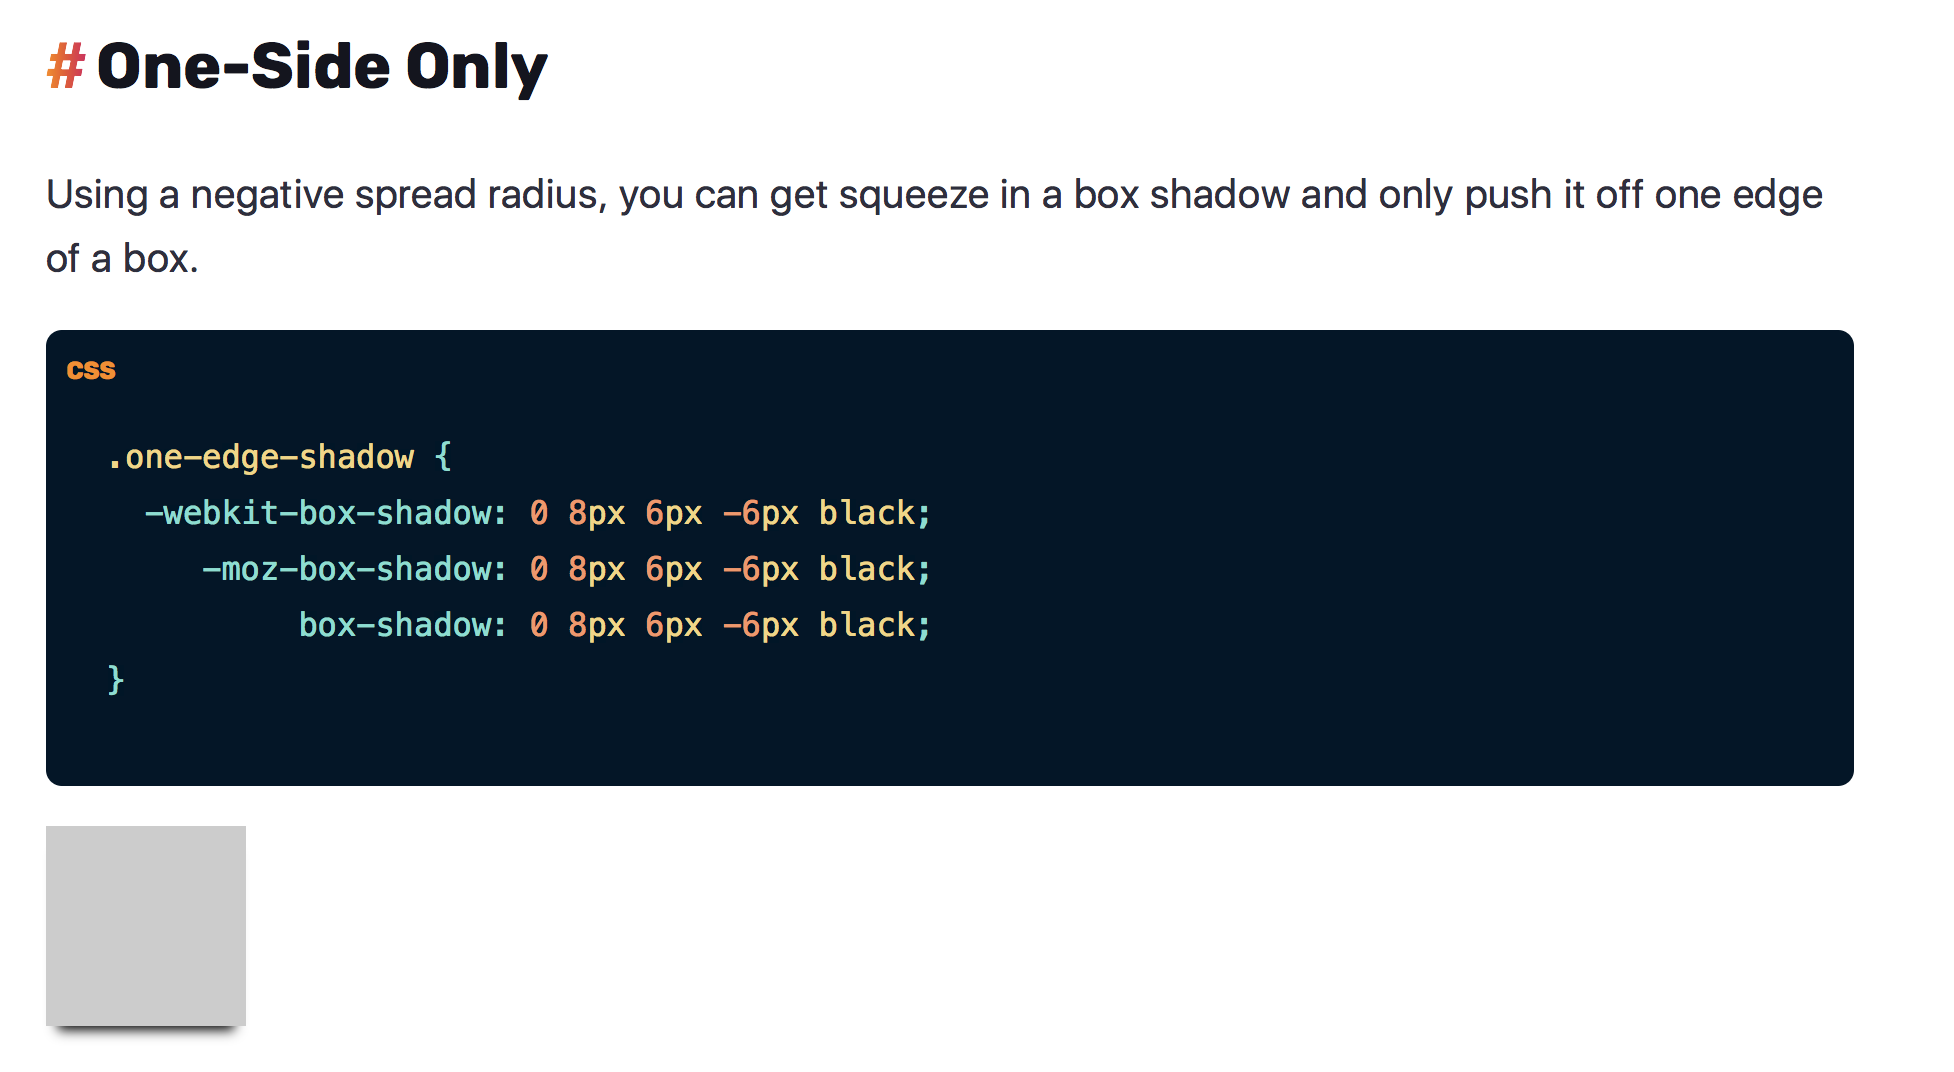 # One-Side Only
Using a negative spread radius, you can get squeeze in a box shadow and only push it off one edge
of a box.
CSS
.one-edge-shadow {
-webkit-box-shadow: 0 8px 6px -6px black;
-moz-box-shadow: 0 8px 6px -6px black;
box-shadow: 0 8px 6px -6px black;
}